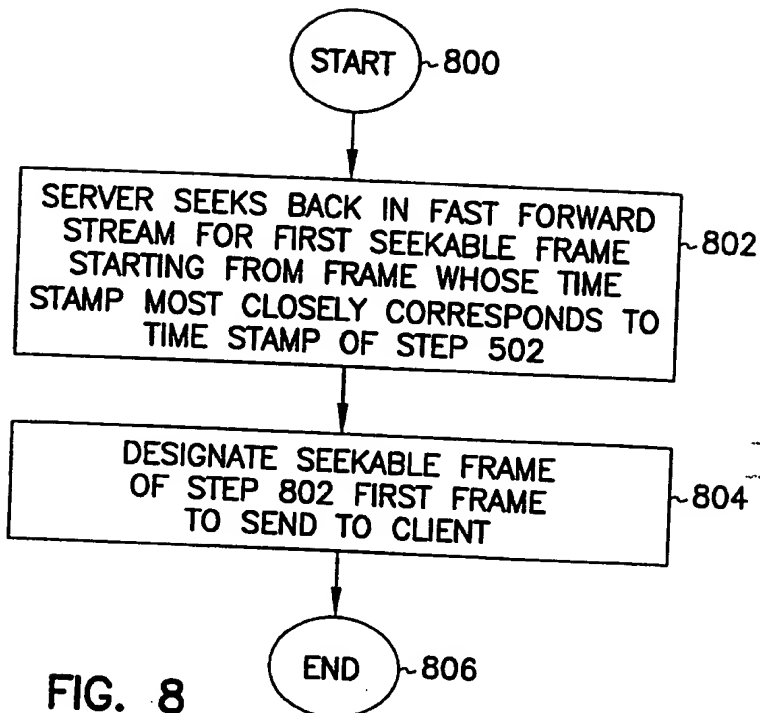 START
800
SERVER SEEKS BACK IN FAST FORWARD
STREAM FOR FIRST SEEKABLE FRAME
STARTING FROM FRAME WHOSE TIME
STAMP MOST CLOSELY CORRESPONDS TO
TIME STAMP OF STEP 502
802
DESIGNATE SEEKABLE FRAME
OF STEP 802 FIRST FRAME
TO SEND TO CLIENT
804
END
806
FIG. 8